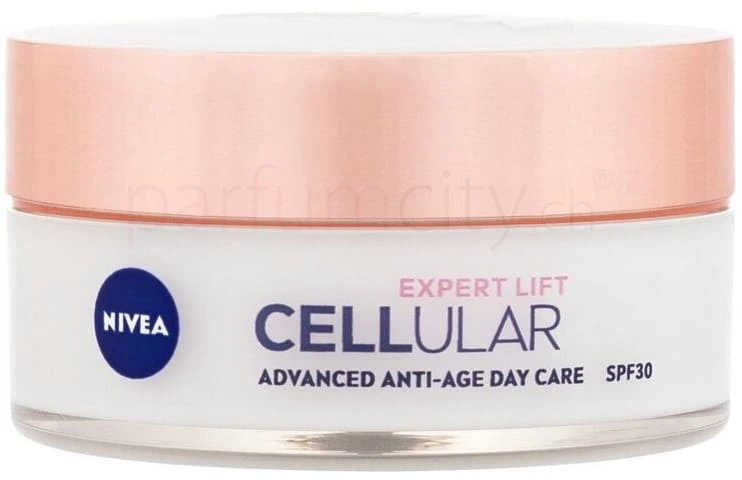 parfumcity.ch
EXPERT LIFT
NIVEA
CELLULAR
ADVANCED ANTI-AGE DAY CARE SPF30